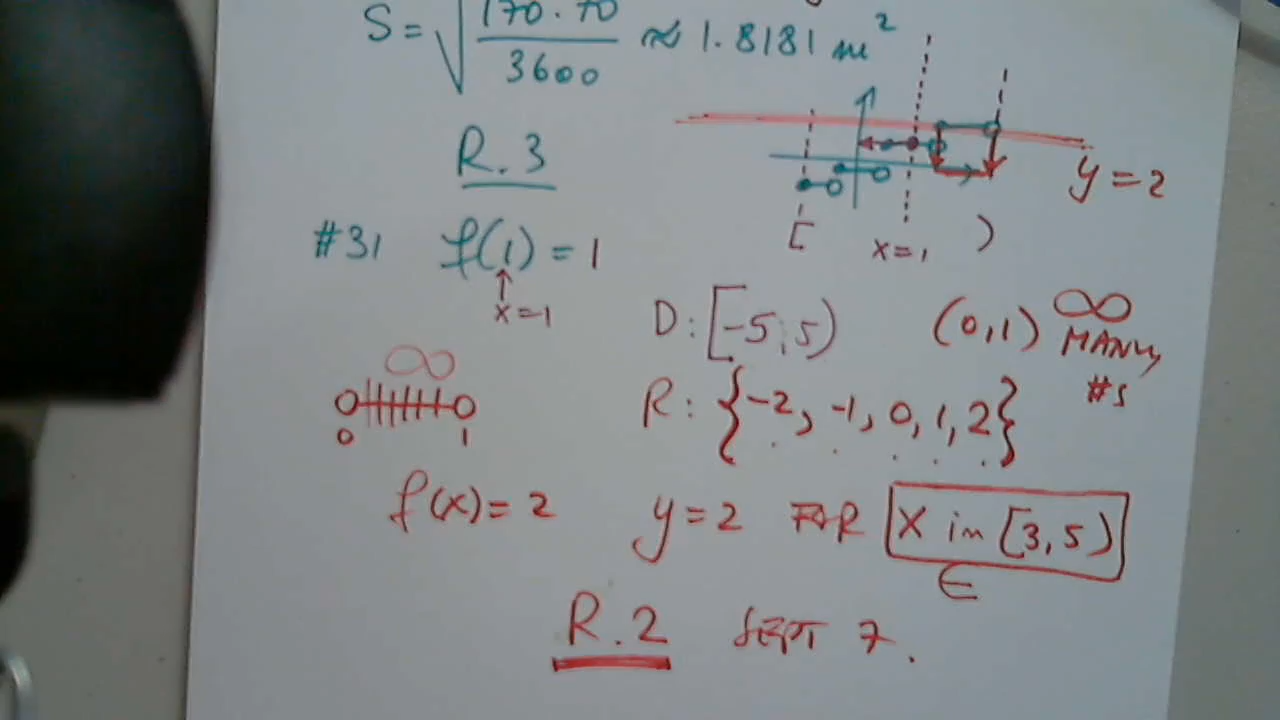 S = √170.70/3600 ≈ 1.8181 m²
R.3
y = 2
[ x=1 )
#31 f(1) = 1
x=1
D: [-5,5) (0,1) ∞ MANY #s
∞
0 1
R: {-2, -1, 0, 1, 2}
f(x) = 2 y = 2 FOR X in [3,5)
∈
R.2 SEPT 7.